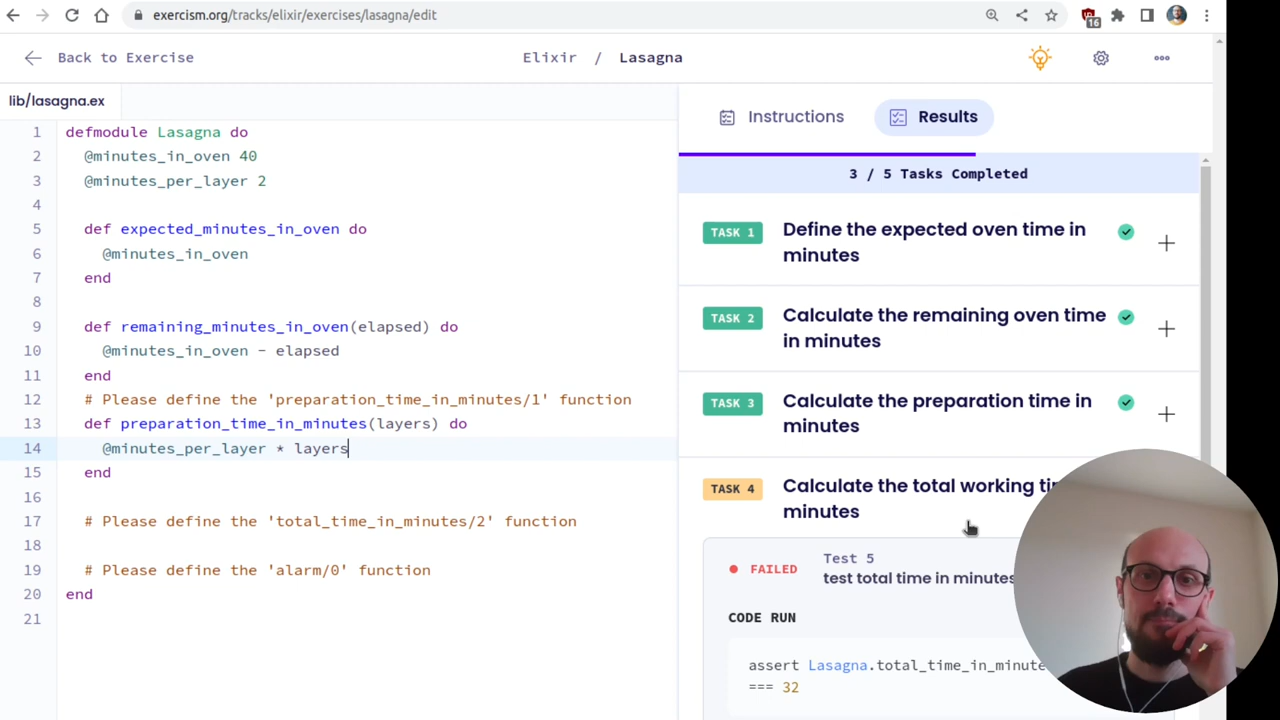 exercism.org/tracks/elixir/exercises/lasagna/edit
16
Back to Exercise
Elixir / Lasagna
lib/lasagna.ex
1 defmodule Lasagna do
2 @minutes_in_oven 40
3 @minutes_per_layer 2
4
5 def expected_minutes_in_oven do
6 @minutes_in_oven
7 end
8
9 def remaining_minutes_in_oven(elapsed) do
10 @minutes_in_oven - elapsed
11 end
12 # Please define the 'preparation_time_in_minutes/1' function
13 def preparation_time_in_minutes(layers) do
14 @minutes_per_layer * layers
15 end
16
17 # Please define the 'total_time_in_minutes/2' function
18
19 # Please define the 'alarm/0' function
20 end
21
Instructions
Results
3 / 5 Tasks Completed
TASK 1
Define the expected oven time in
minutes
TASK 2
Calculate the remaining oven time
in minutes
TASK 3
Calculate the preparation time in
minutes
TASK 4
Calculate the total working
minutes
FAILED
Test 5
test total time in minutes
CODE RUN
assert Lasagna.total_time_in_minute
=== 32